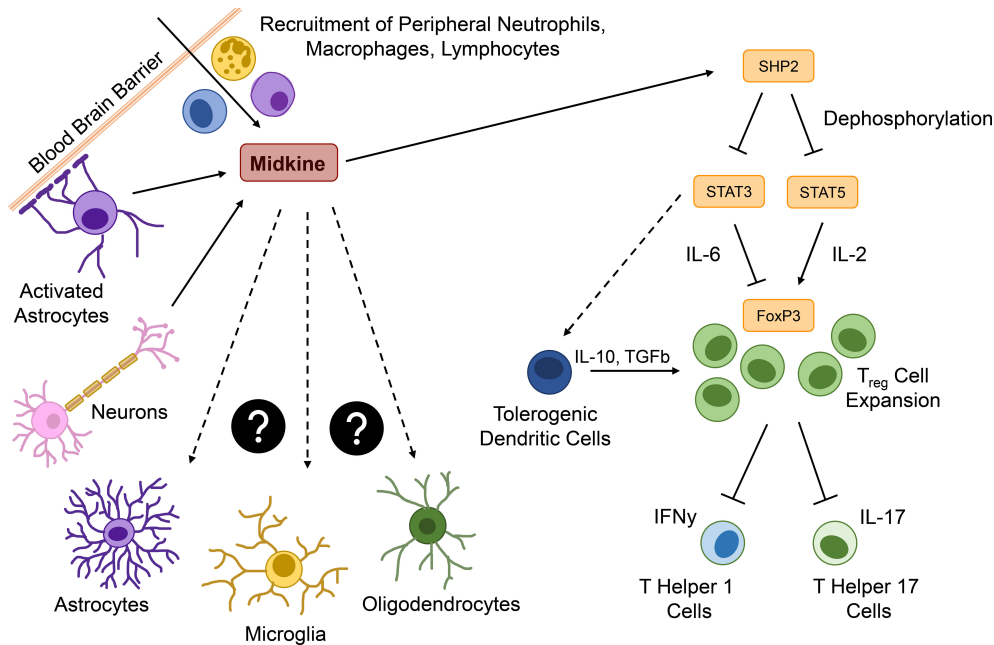 Recruitment of Peripheral Neutrophils,
Macrophages, Lymphocytes
Blood Brain Barrier
Midkine
Activated
Astrocytes
Neurons
?
?
Astrocytes
Microglia
Oligodendrocytes
SHP2
Dephosphorylation
STAT3
STAT5
IL-6
IL-2
FoxP3
IL-10, TGFb
Tolerogenic
Dendritic Cells
Treg Cell
Expansion
IFNy
IL-17
T Helper 1
Cells
T Helper 17
Cells